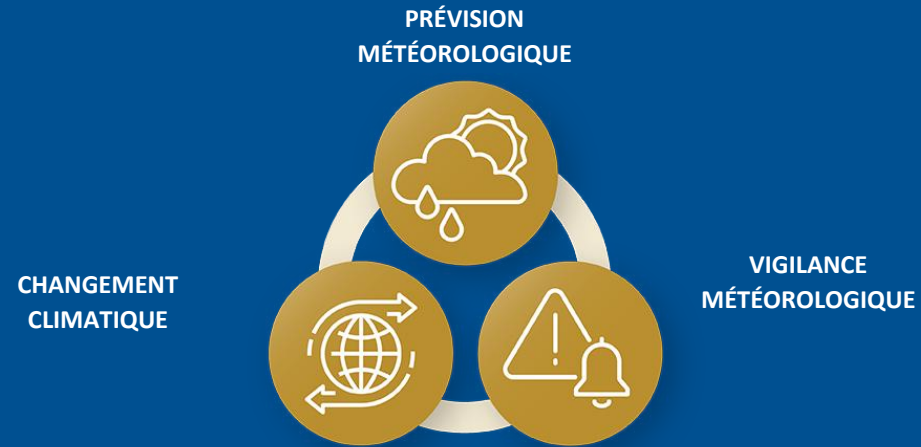 PRÉVISION
MÉTÉOROLOGIQUE
CHANGEMENT
CLIMATIQUE
VIGILANCE
MÉTÉOROLOGIQUE